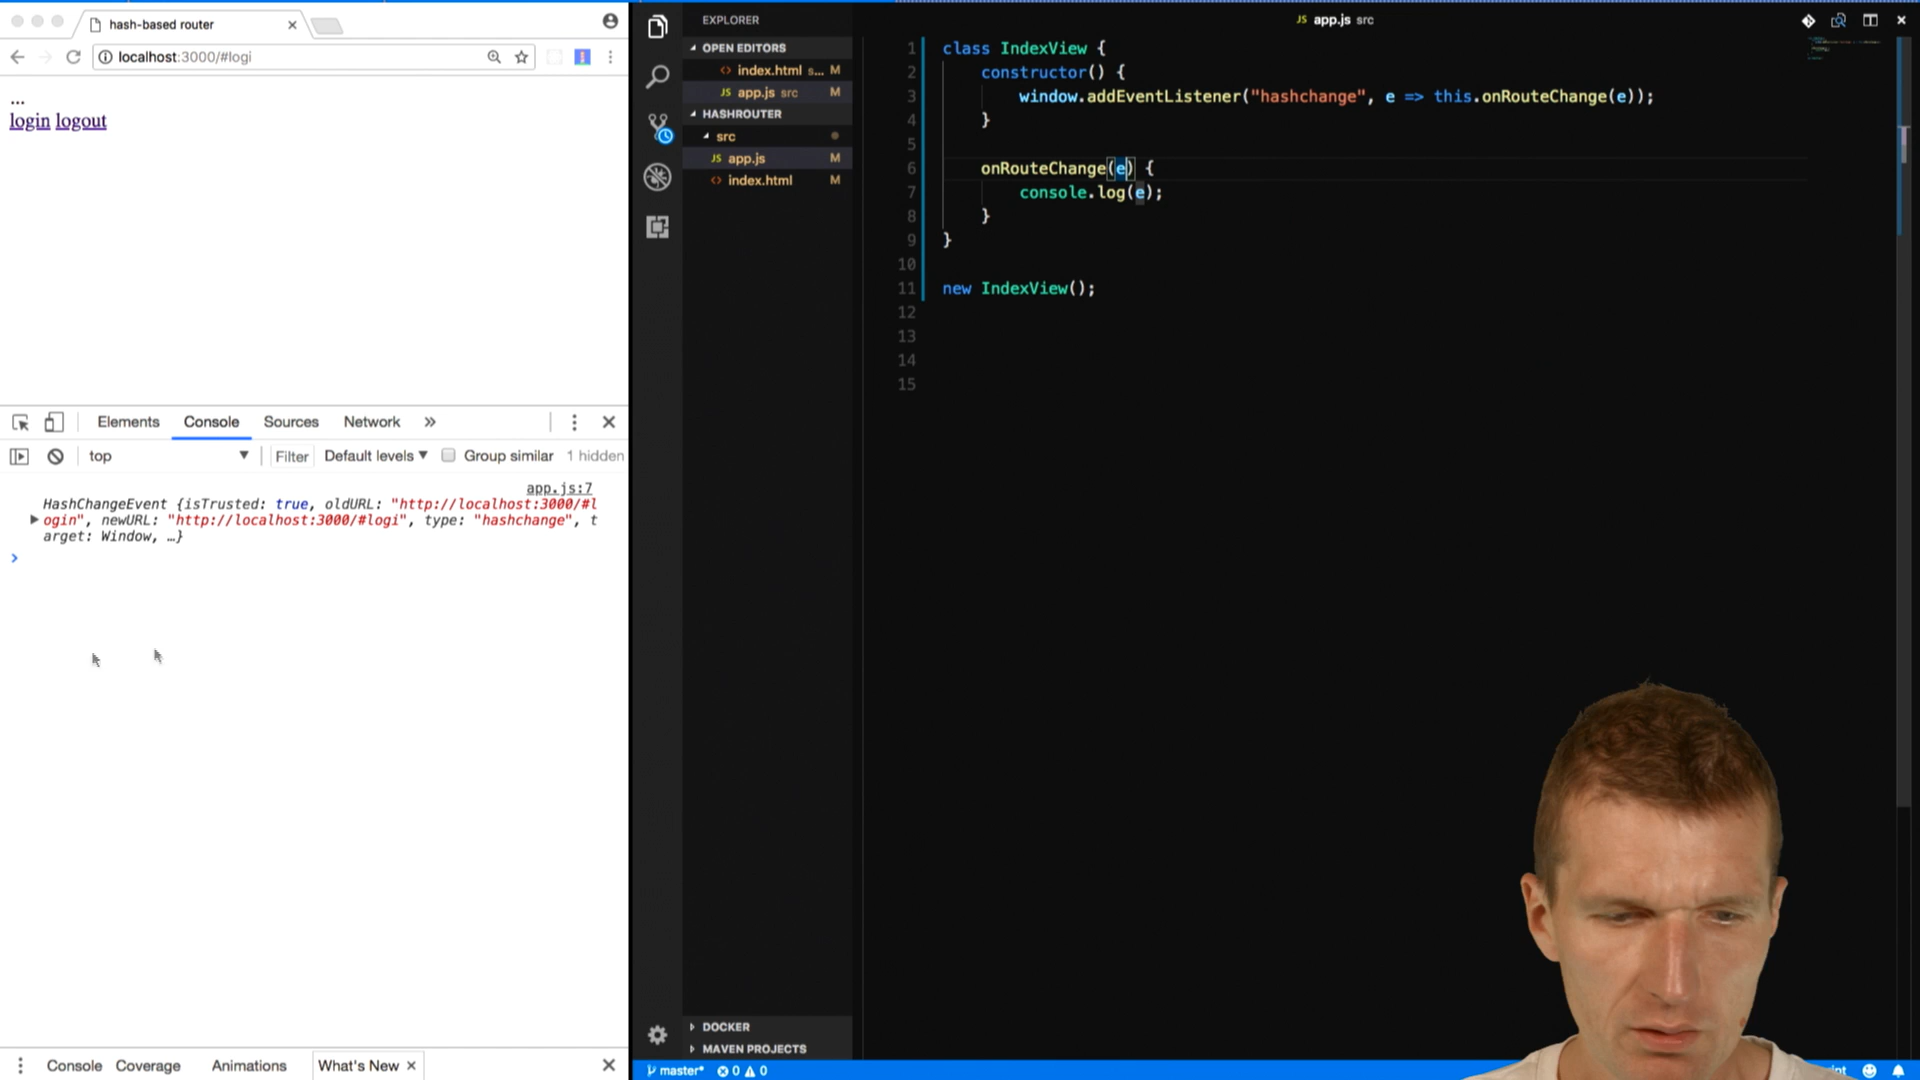 hash-based router
localhost:3000/#logi
...
login logout
Elements Console Sources Network »
top Filter Default levels Group similar 1 hidden
app.js:7
HashChangeEvent {isTrusted: true, oldURL: "http://localhost:3000/#l
ogin", newURL: "http://localhost:3000/#logi", type: "hashchange", t
arget: Window, …}
Console Coverage Animations What's New
EXPLORER
OPEN EDITORS
index.html s... M
JS app.js src M
HASHROUTER
src
JS app.js M
index.html M
DOCKER
MAVEN PROJECTS
master* 0 0
JS app.js src
1 class IndexView {
2 constructor() {
3 window.addEventListener("hashchange", e => this.onRouteChange(e));
4 }
5
6 onRouteChange(e) {
7 console.log(e);
8 }
9 }
10
11 new IndexView();
12
13
14
15